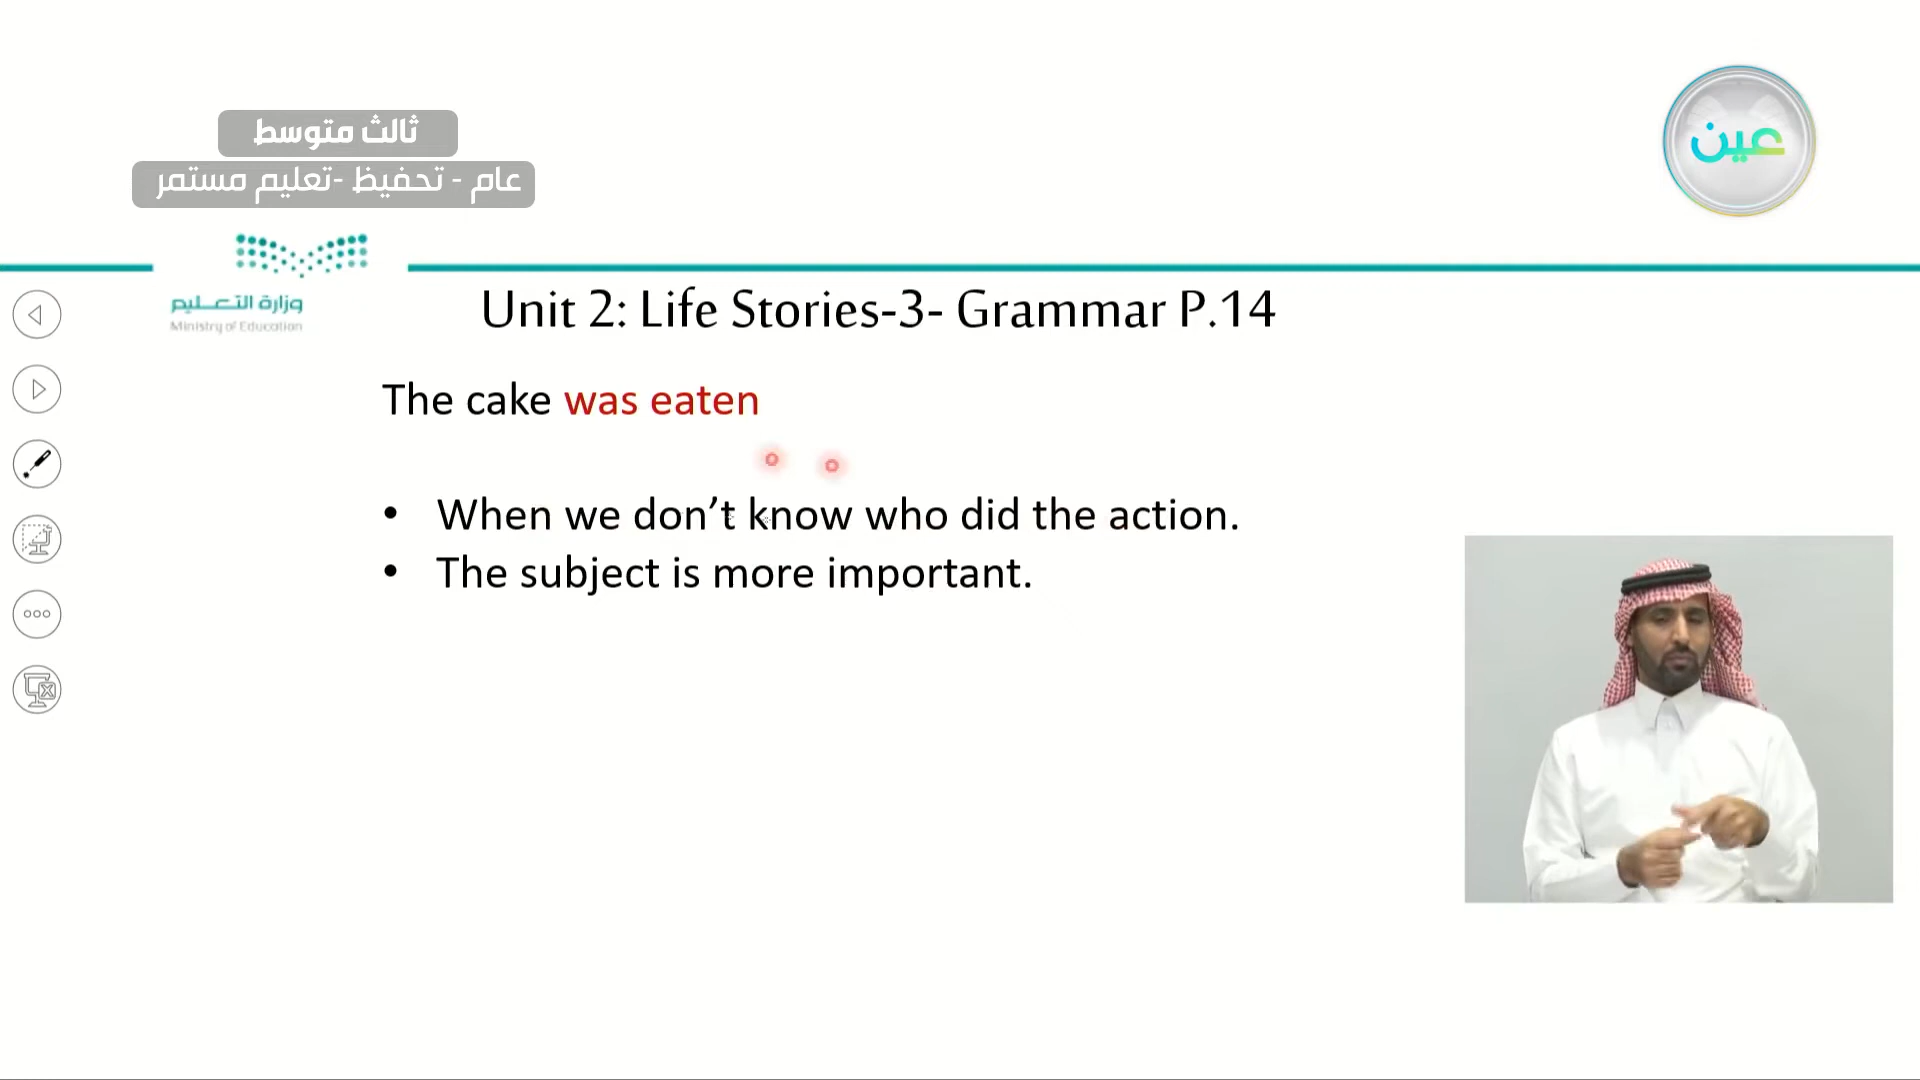 ثالث متوسط
عام - تحفيظ -تعليم مستمر
عين
وزارة التعليم
Ministry of Education
Unit 2: Life Stories-3- Grammar P.14
The cake was eaten
• When we don’t know who did the action.
• The subject is more important.